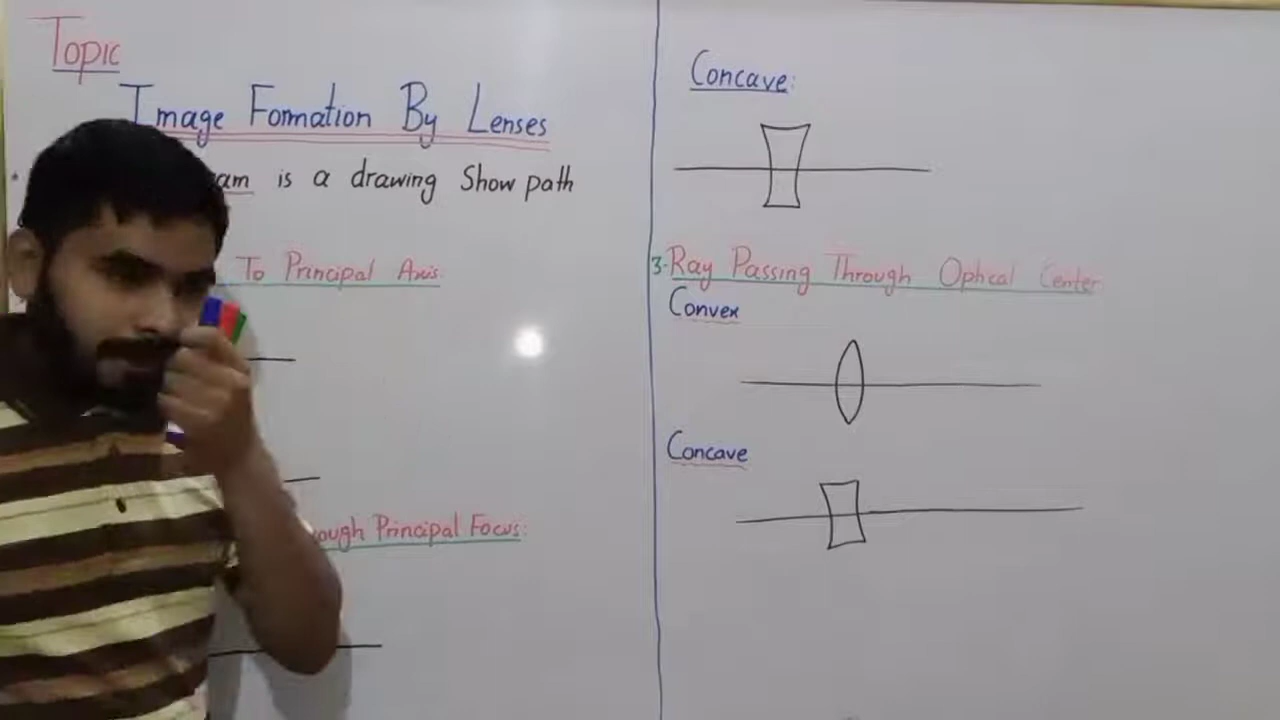 Topic
Image Formation By Lenses
am is a drawing Show path
To Principal Axis
ough Principal Focus:
Concave:
3. Ray Passing Through Optical Center
Convex
Concave